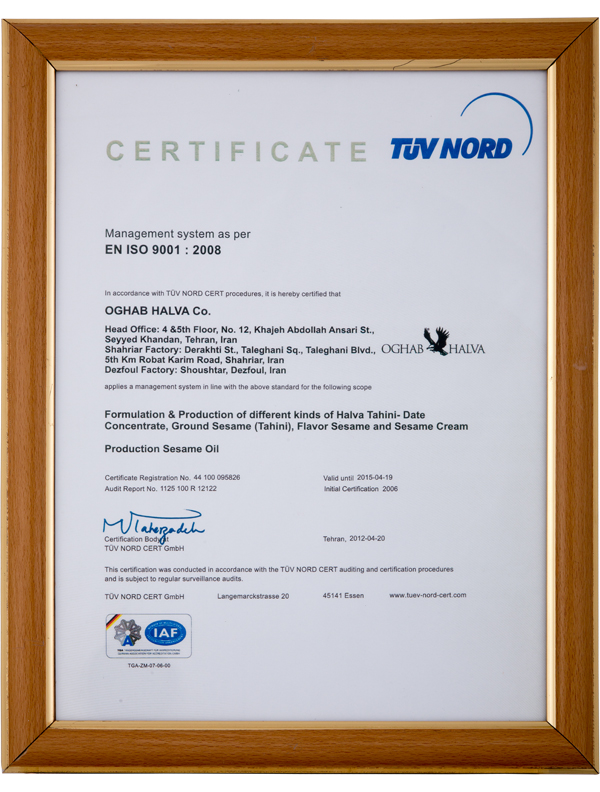 CERTIFICATE
TÜV NORD
Management system as per
EN ISO 9001 : 2008
In accordance with TÜV NORD CERT procedures, it is hereby certified that
OGHAB HALVA Co.
Head Office: 4 &5th Floor, No. 12, Khajeh Abdollah Ansari St.,
Seyyed Khandan, Tehran, Iran
Shahriar Factory: Derakhti St., Taleghani Sq., Taleghani Blvd.,
5th Km Robat Karim Road, Shahriar, Iran
Dezfoul Factory: Shoushtar, Dezfoul, Iran
OGHAB HALVA
applies a management system in line with the above standard for the following scope
Formulation & Production of different kinds of Halva Tahini- Date
Concentrate, Ground Sesame (Tahini), Flavor Sesame and Sesame Cream
Production Sesame Oil
Certificate Registration No. 44 100 095826 Valid until 2015-04-19
Audit Report No. 1125 100 R 12122 Initial Certification 2006
Certification Body at Tehran, 2012-04-20
TÜV NORD CERT GmbH
This certification was conducted in accordance with the TÜV NORD CERT auditing and certification procedures
and is subject to regular surveillance audits.
TÜV NORD CERT GmbH Langemarckstrasse 20 45141 Essen www.tuev-nord-cert.com
IAF
TGA-ZM-07-06-00